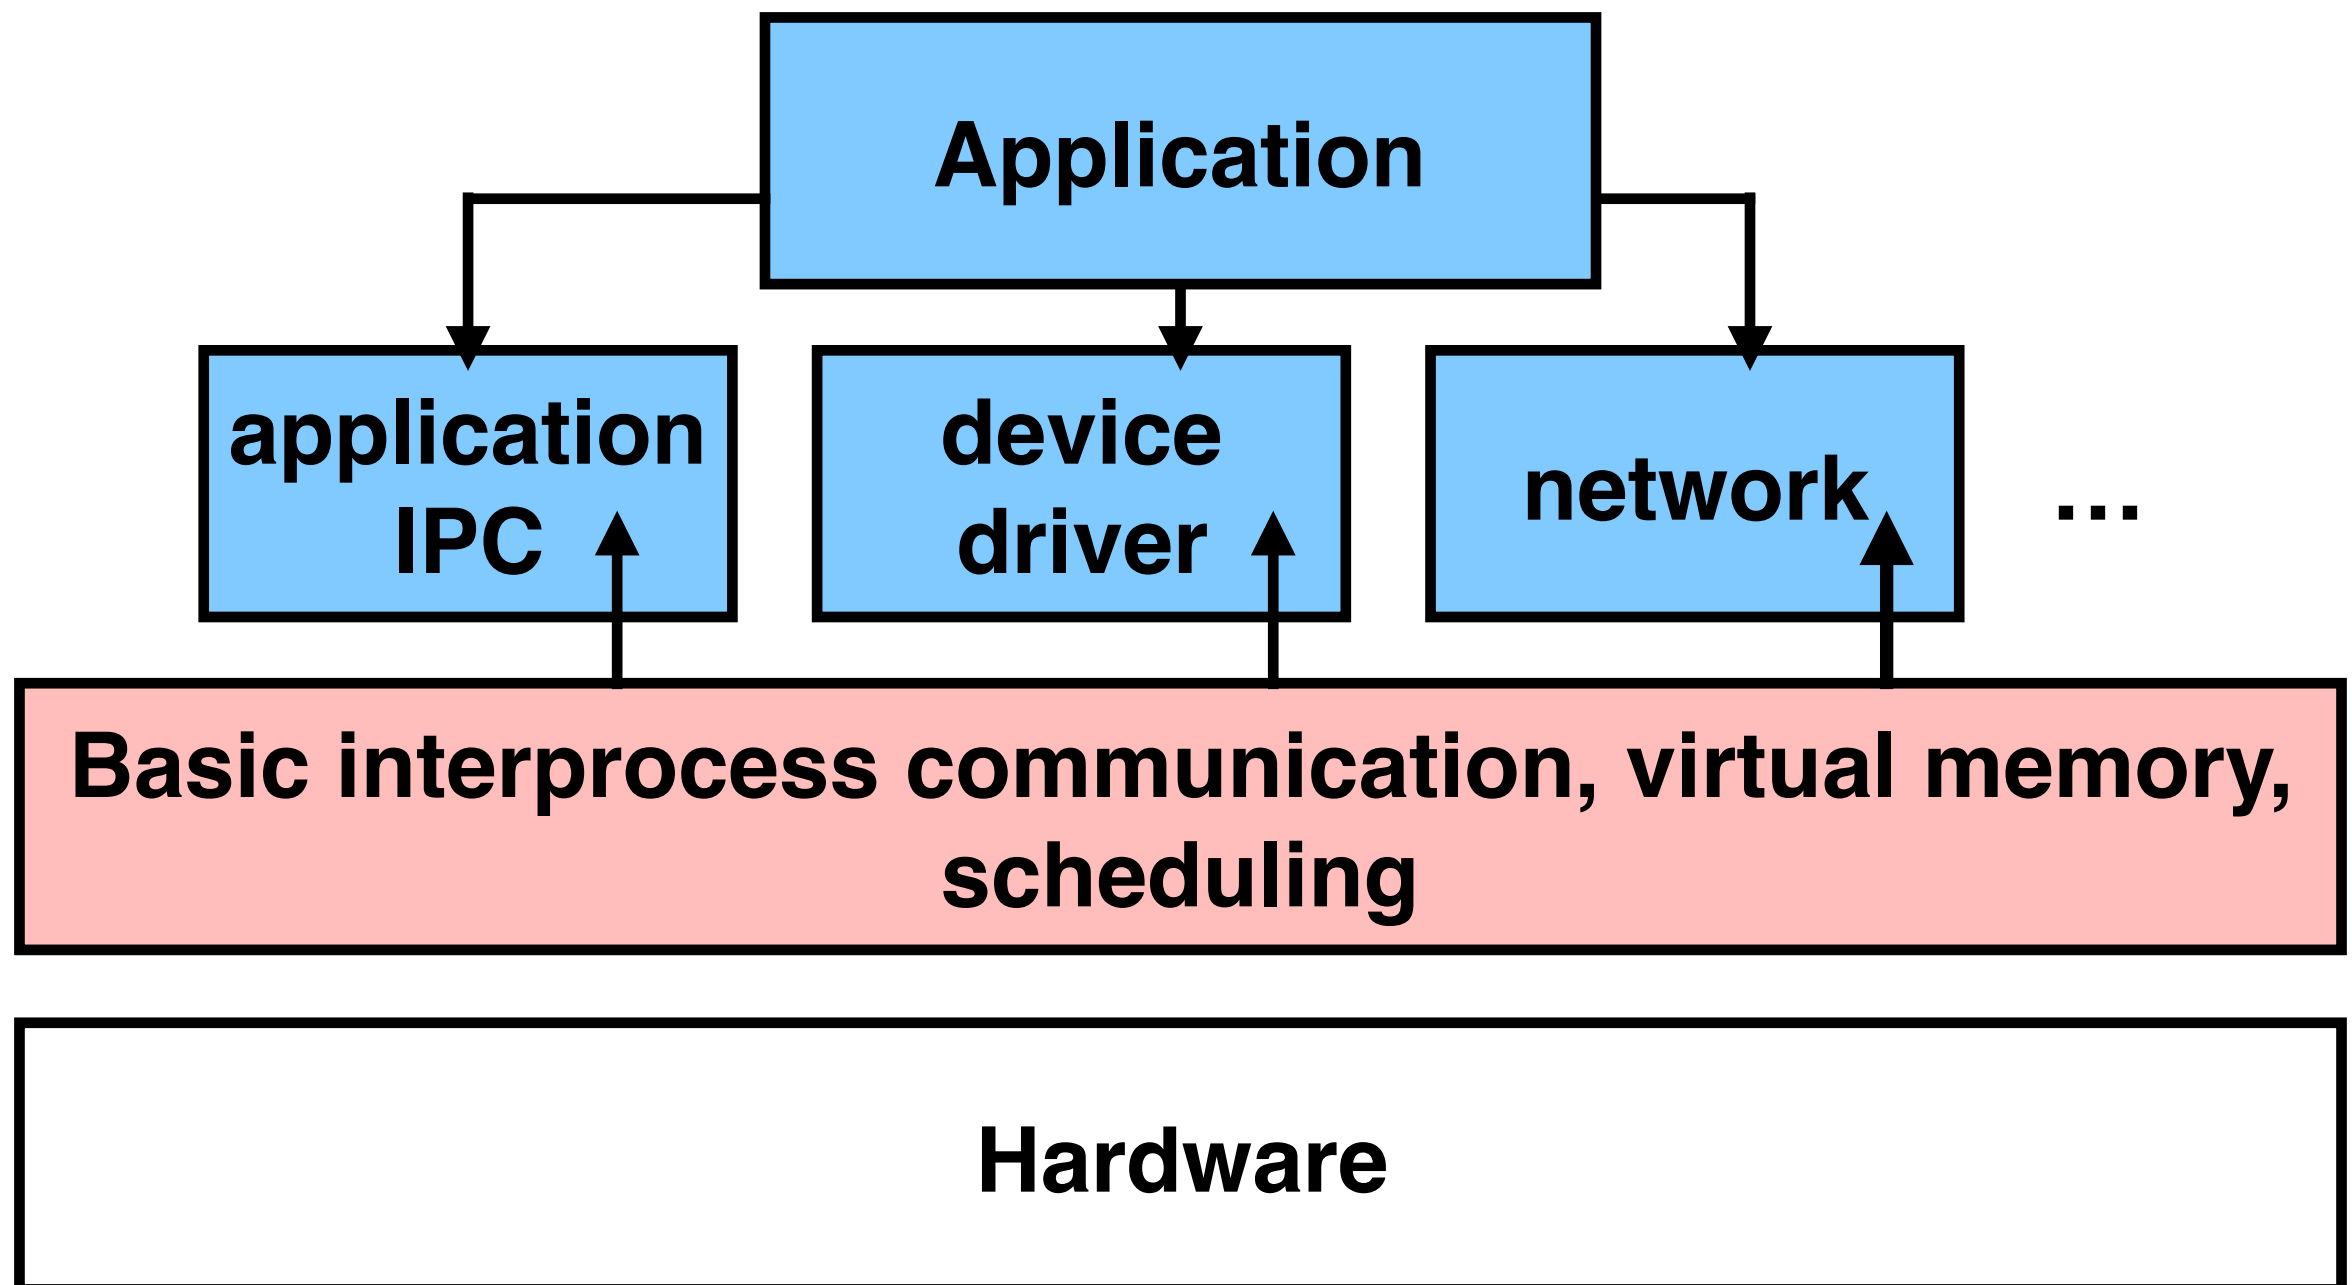 Application
application
IPC
device
driver
network
...
Basic interprocess communication, virtual memory,
scheduling
Hardware